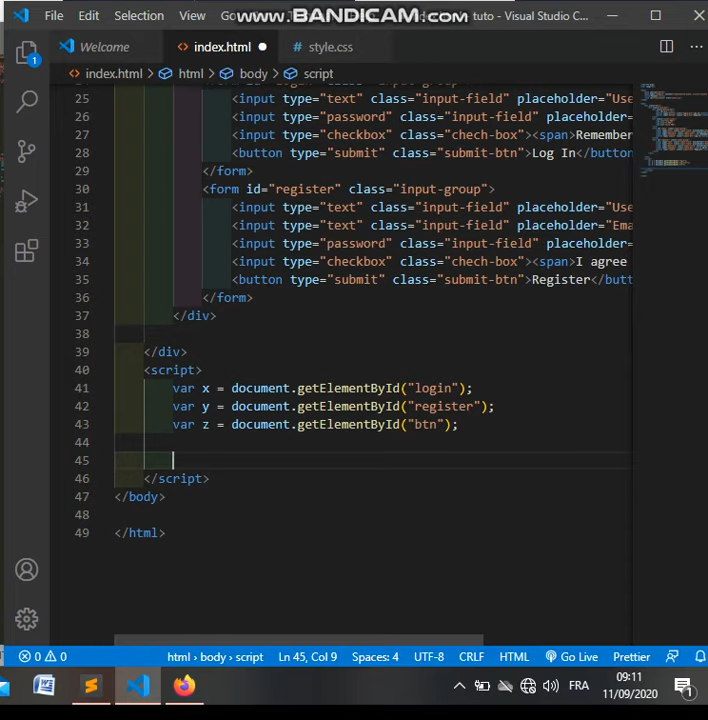 File Edit Selection View Go
www.BANDICAM.com
tuto - Visual Studio C...
Welcome
index.html
style.css
index.html > html > body > script
25 <input type="text" class="input-field" placeholder="Use
26 <input type="password" class="input-field" placeholder=
27 <input type="checkbox" class="chech-box"><span>Remember
28 <button type="submit" class="submit-btn">Log In</button
29 </form>
30 <form id="register" class="input-group">
31 <input type="text" class="input-field" placeholder="Use
32 <input type="text" class="input-field" placeholder="Ema
33 <input type="password" class="input-field" placeholder=
34 <input type="checkbox" class="chech-box"><span>I agree
35 <button type="submit" class="submit-btn">Register</butt
36 </form>
37 </div>
38
39 </div>
40 <script>
41 var x = document.getElementById("login");
42 var y = document.getElementById("register");
43 var z = document.getElementById("btn");
44
45
46 </script>
47 </body>
48
49 </html>
1
0 0 html > body > script Ln 45, Col 9 Spaces: 4 UTF-8 CRLF HTML Go Live Prettier
FRA
09:11
11/09/2020
1